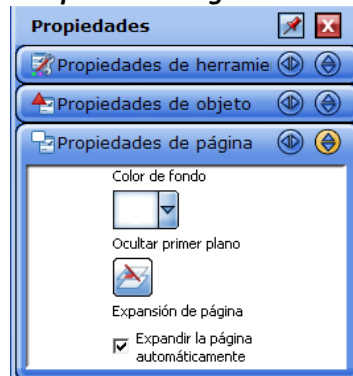 Propiedades
Propiedades de herramie
Propiedades de objeto
Propiedades de página
Color de fondo
Ocultar primer plano
Expansión de página
Expandir la página
automáticamente